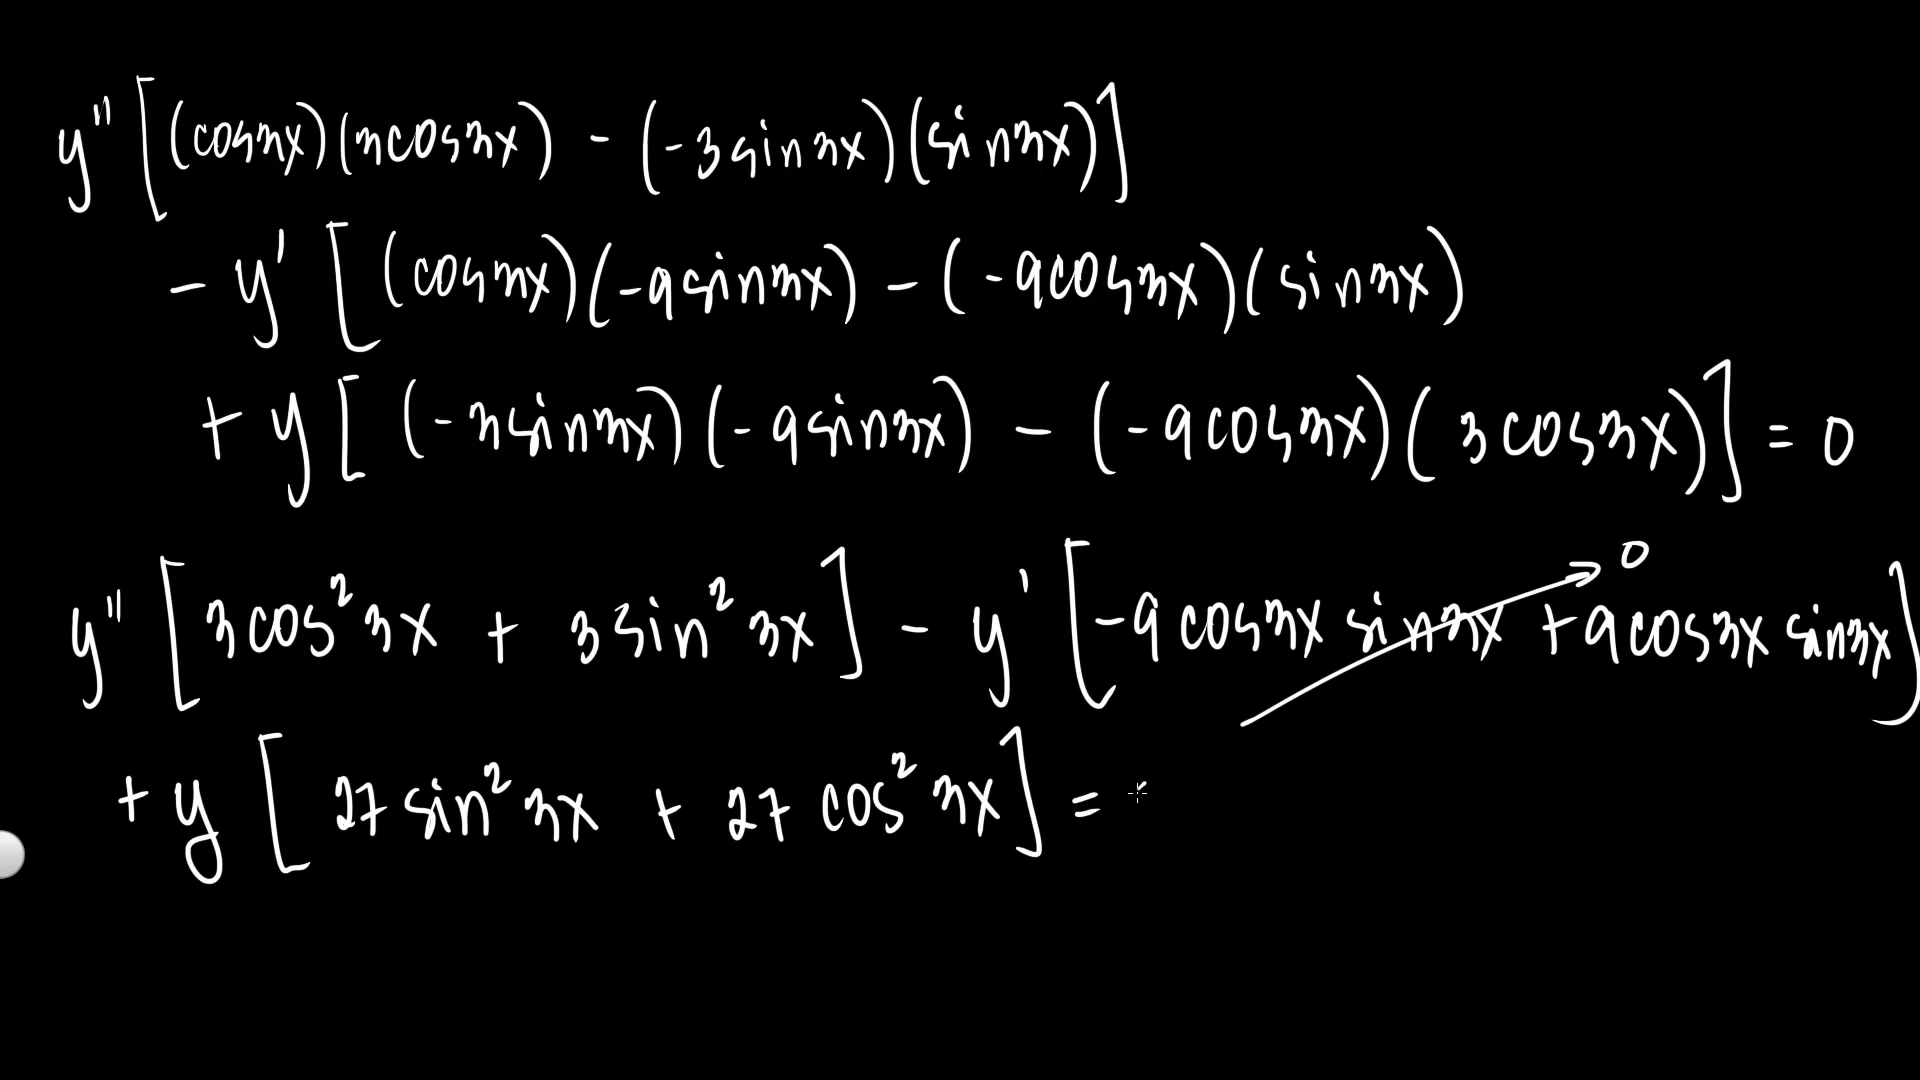 y'' [(cos3x)(3cos3x) - (-3sin3x)(sin3x)]
- y' [(cos3x)(-9sin3x) - (-9cos3x)(sin3x)
+ y [(-3sin3x)(-9sin3x) - (-9cos3x)(3cos3x)] = 0
y'' [3cos²3x + 3sin²3x] - y' [-9cos3x sin3x + 9cos3x sin3x] 0
+ y [27sin²3x + 27cos²3x] =